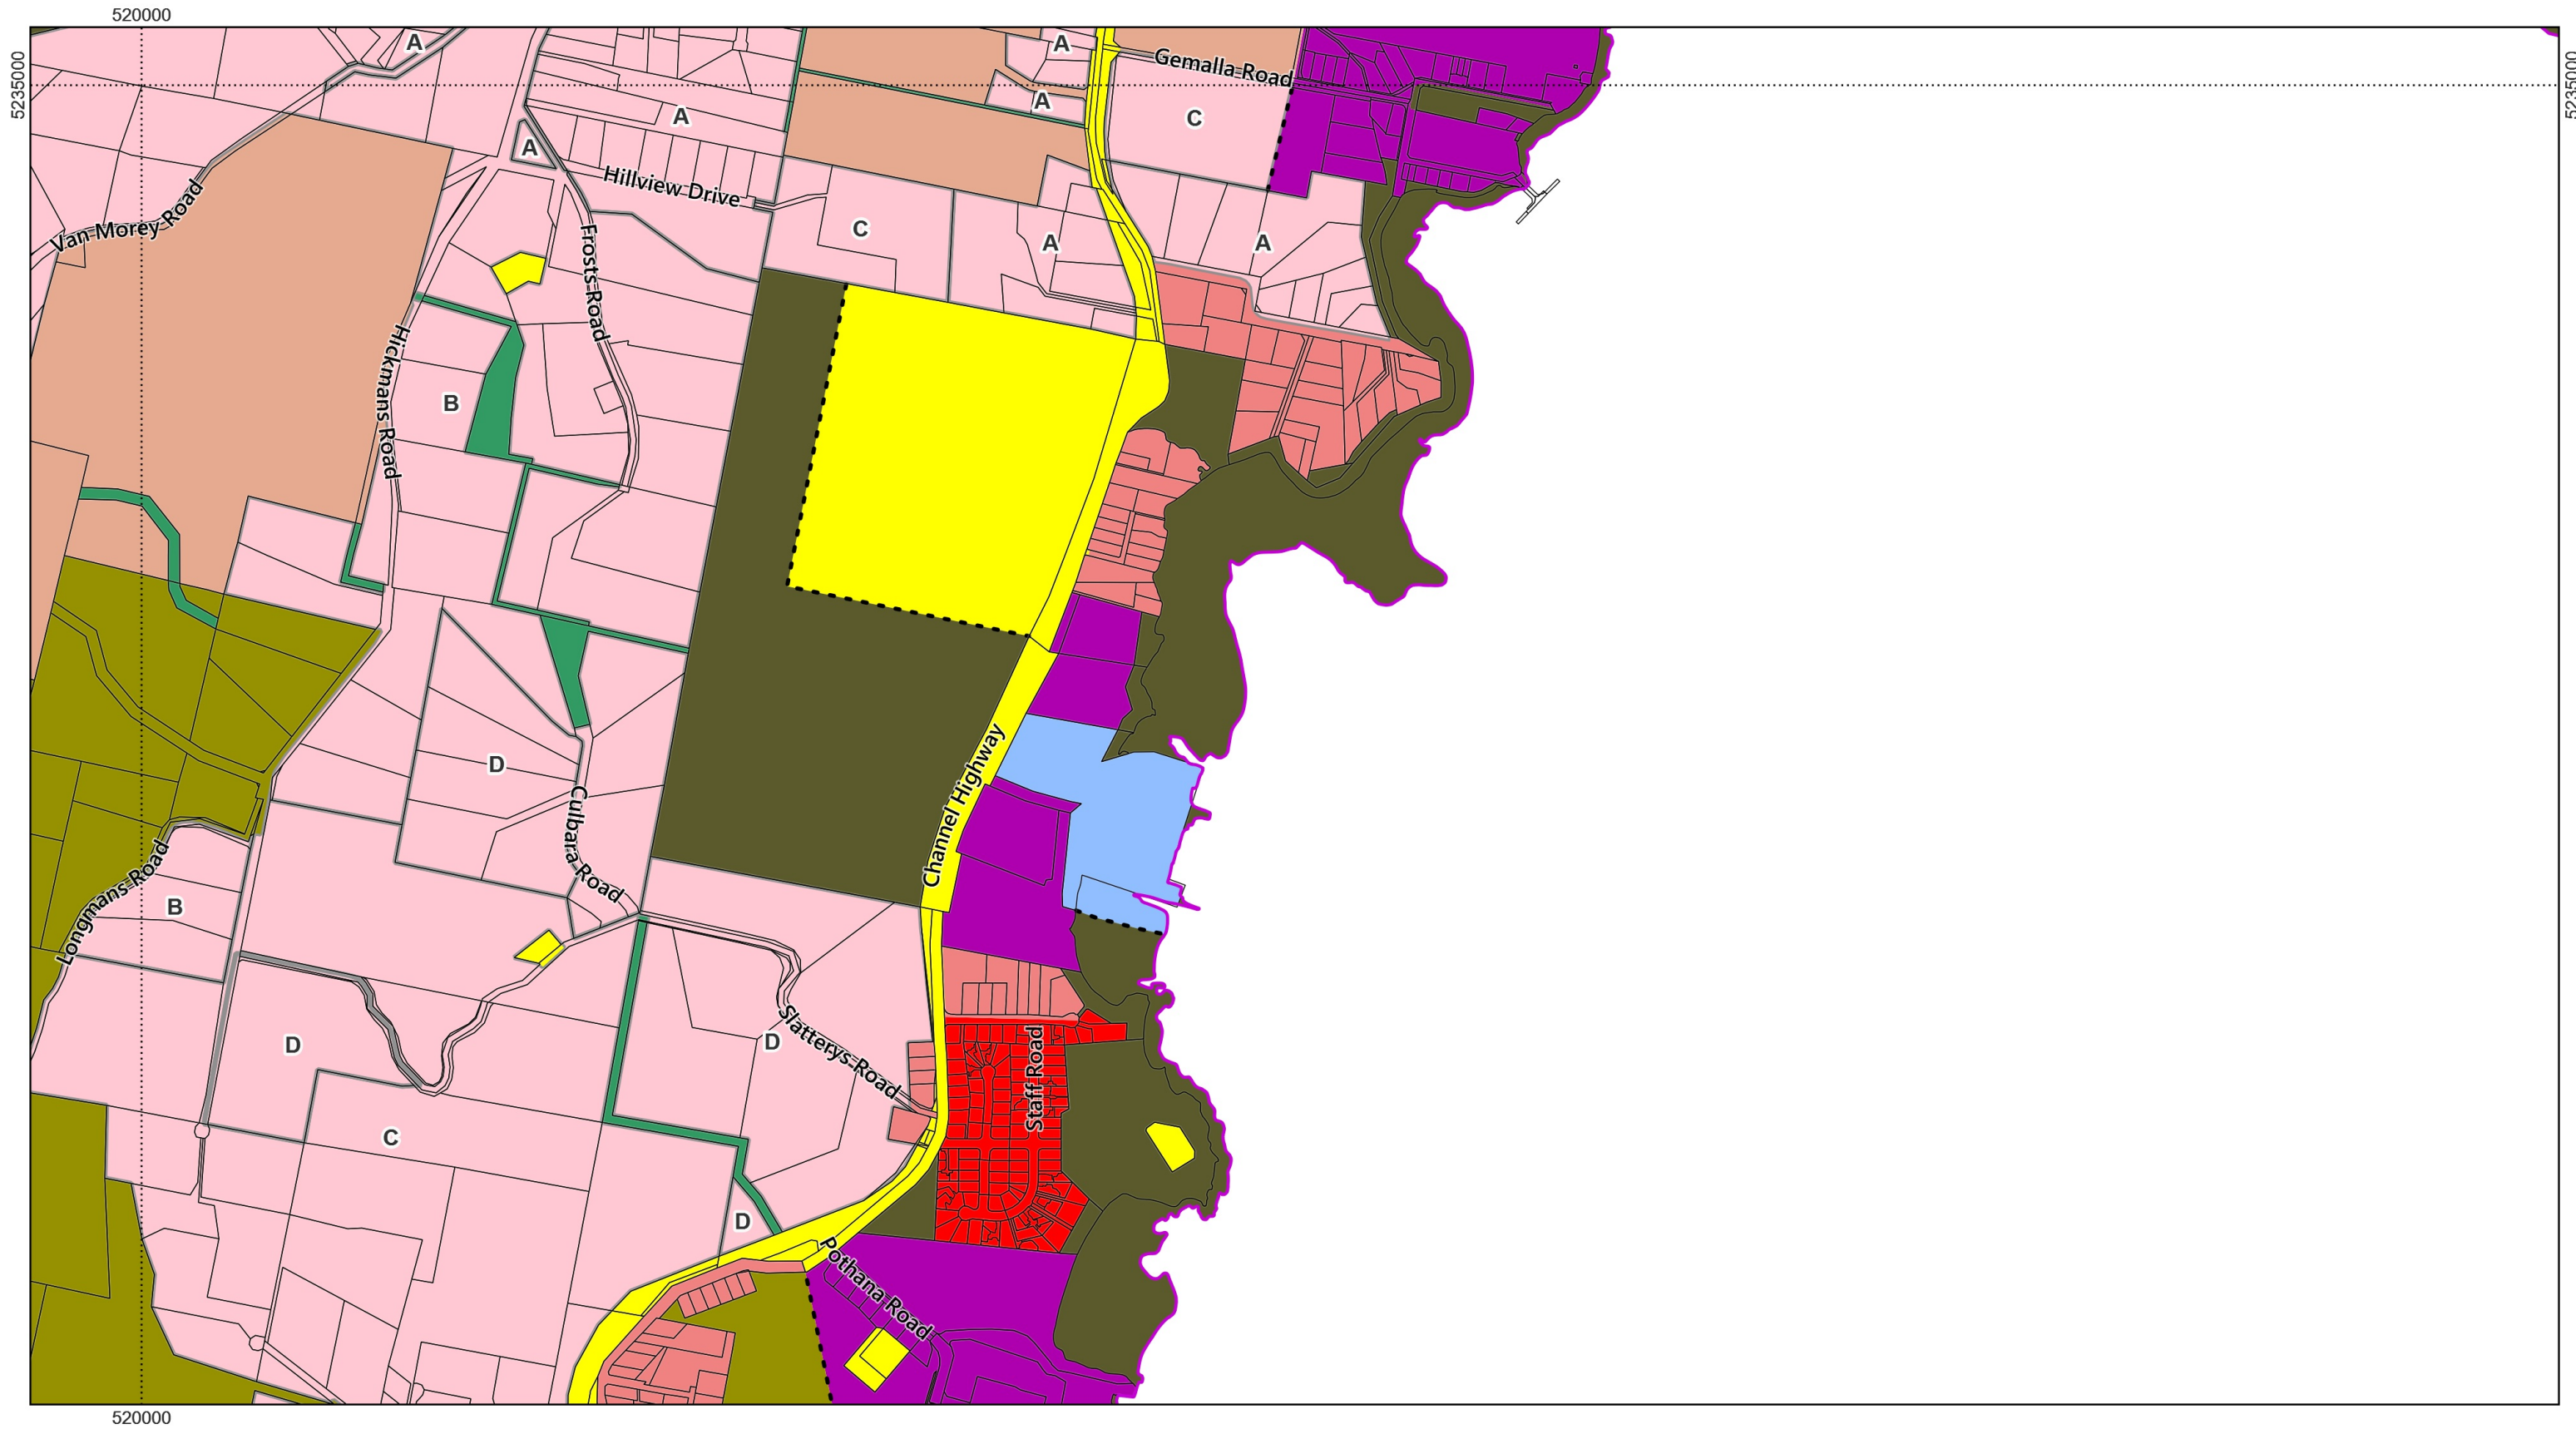 520000
5235000
5235000
A
A
Gemalla Road
A
A
C
A
Hillview Drive
Van Morey Road
Frosts Road
C
A
A
Hickmans Road
B
Channel Highway
D
Culbara Road
Longmans Road
B
Slatterys Road
D
D
Staff Road
C
D
Pothana Road
520000